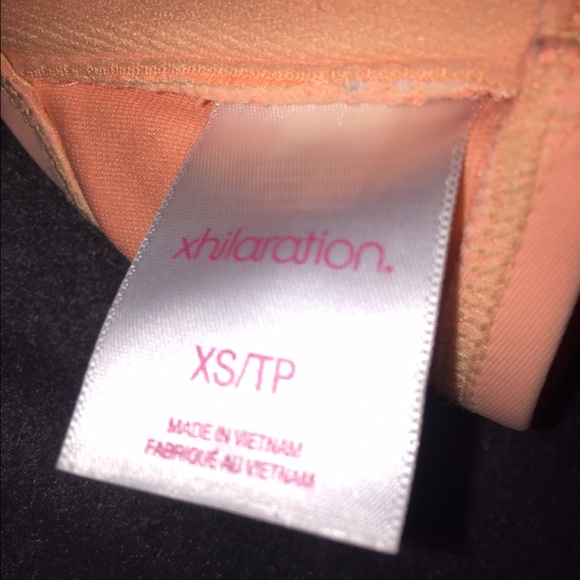 xhilaration.
XS/TP
MADE IN VIETNAM
FABRIQUÉ AU VIETNAM